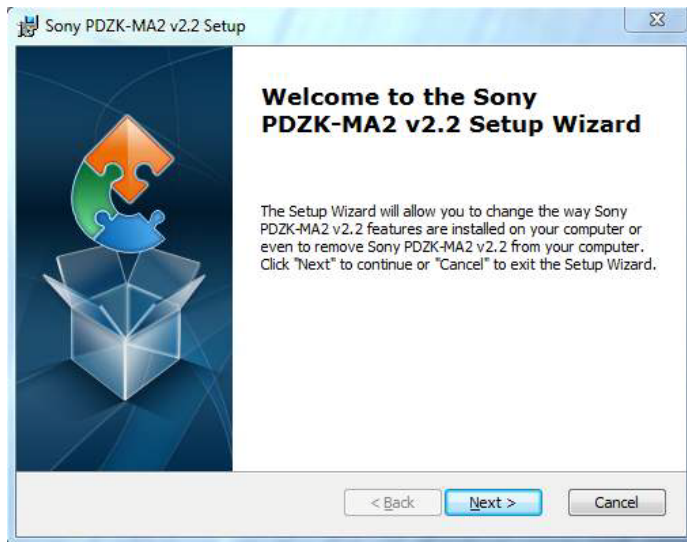 Sony PDZK-MA2 v2.2 Setup
Welcome to the Sony
PDZK-MA2 v2.2 Setup Wizard
The Setup Wizard will allow you to change the way Sony
PDZK-MA2 v2.2 features are installed on your computer or
even to remove Sony PDZK-MA2 v2.2 from your computer.
Click "Next" to continue or "Cancel" to exit the Setup Wizard.
< Back Next > Cancel